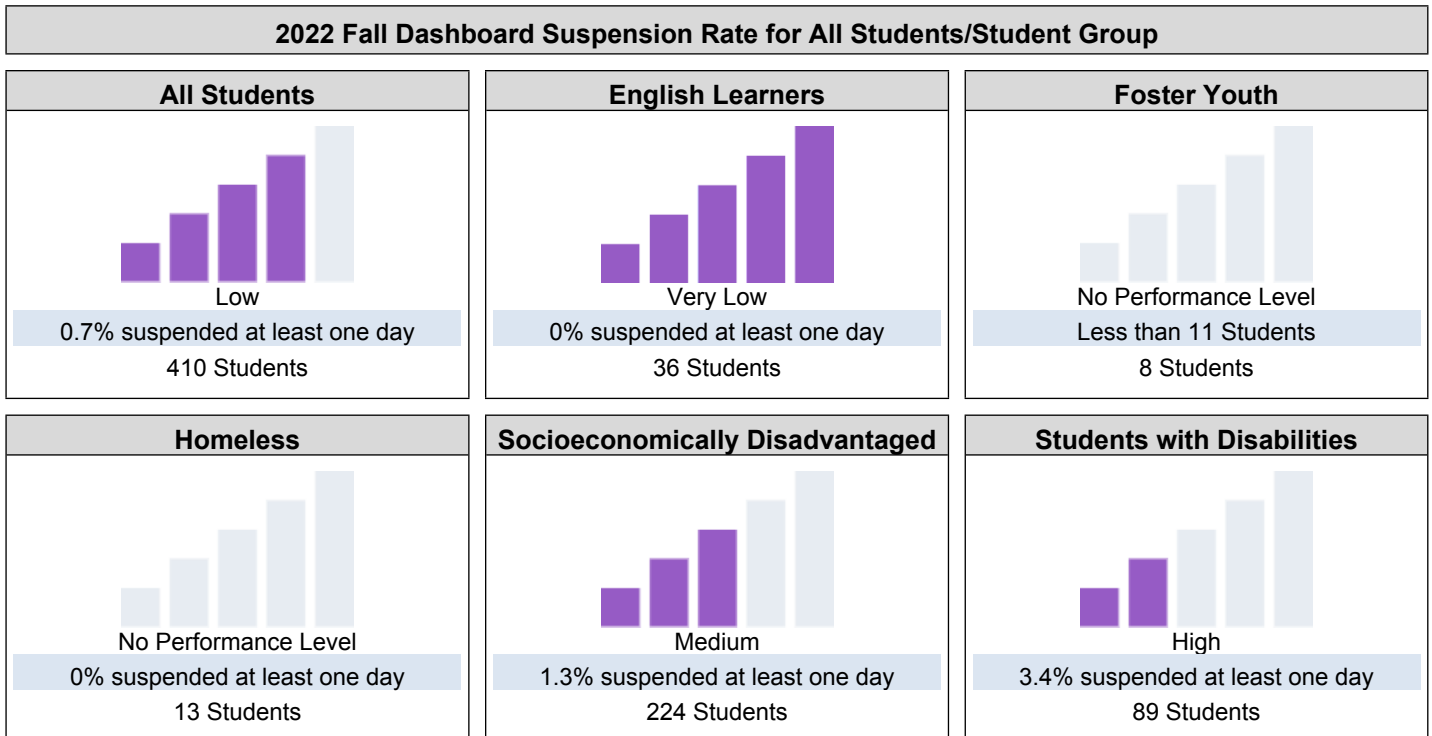 2022 Fall Dashboard Suspension Rate for All Students/Student Group
All Students
Low
0.7% suspended at least one day
410 Students
English Learners
Very Low
0% suspended at least one day
36 Students
Foster Youth
No Performance Level
Less than 11 Students
8 Students
Homeless
No Performance Level
0% suspended at least one day
13 Students
Socioeconomically Disadvantaged
Medium
1.3% suspended at least one day
224 Students
Students with Disabilities
High
3.4% suspended at least one day
89 Students